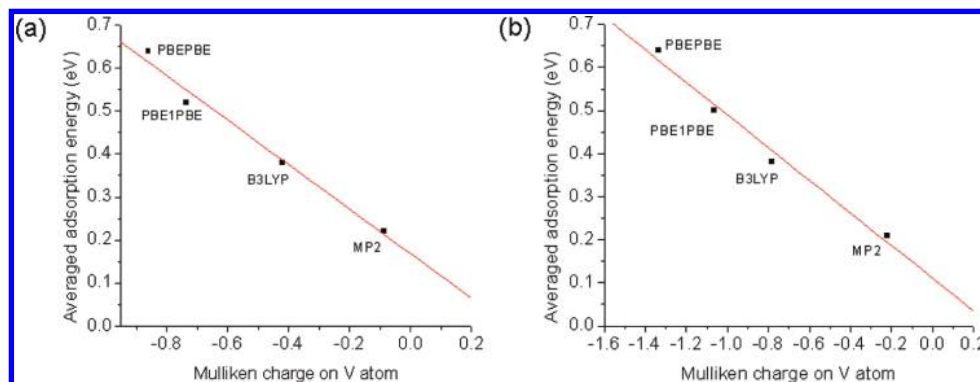 (a)
Averaged adsorption energy (eV)
0.7
0.6
0.5
0.4
0.3
0.2
0.1
0.0
PBEPBE
PBE1PBE
B3LYP
MP2
-0.8 -0.6 -0.4 -0.2 0.0 0.2
Mulliken charge on V atom
(b)
Averaged adsorption energy (eV)
0.7
0.6
0.5
0.4
0.3
0.2
0.1
0.0
PBEPBE
PBE1PBE
B3LYP
MP2
-1.6 -1.4 -1.2 -1.0 -0.8 -0.6 -0.4 -0.2 0.0 0.2
Mulliken charge on V atom